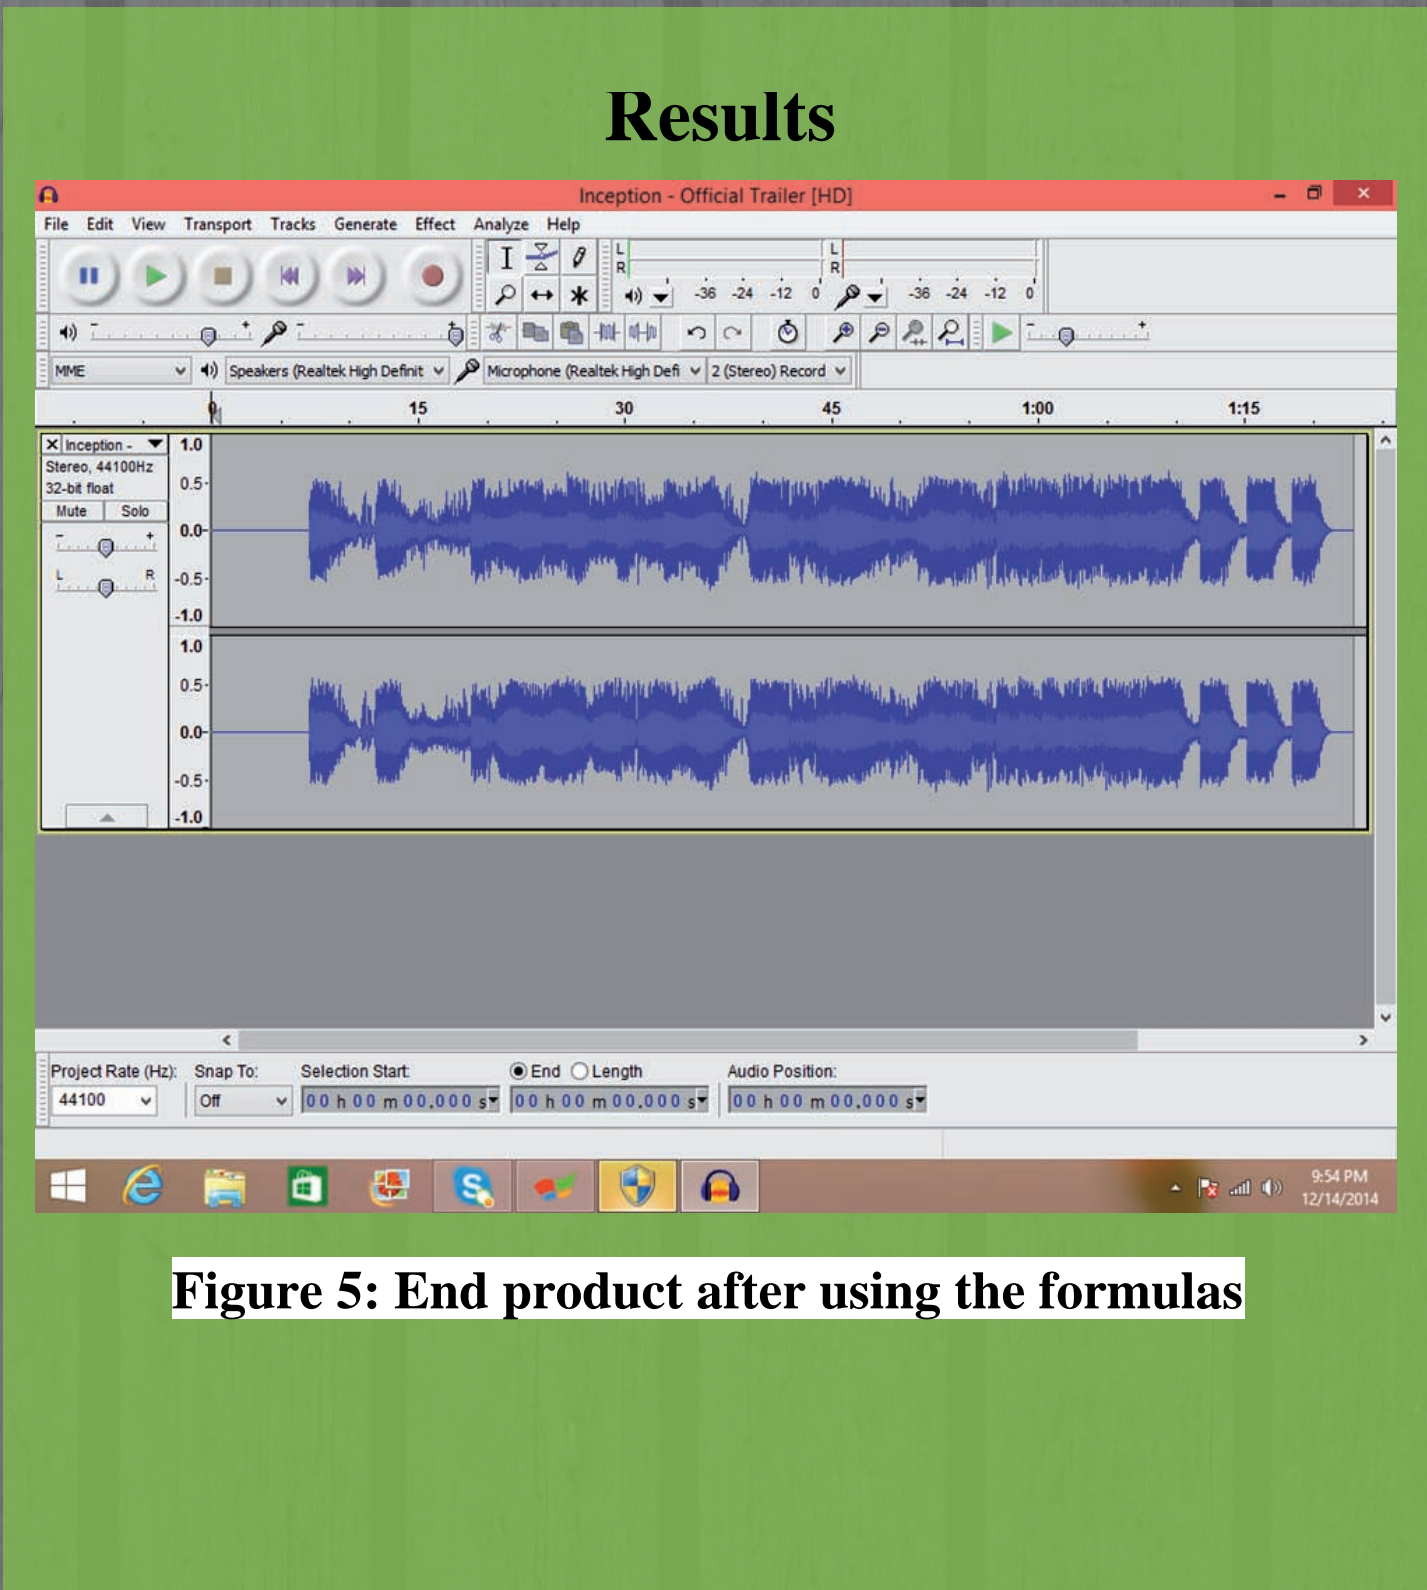 Results
Inception - Official Trailer [HD]
File Edit View Transport Tracks Generate Effect Analyze Help
L
R
-36 -24 -12 0
L
R
-36 -24 -12 0
MME
Speakers (Realtek High Definit
Microphone (Realtek High Defi
2 (Stereo) Record
0 15 30 45 1:00 1:15
Inception -
Stereo, 44100Hz
32-bit float
Mute Solo
- +
L R
1.0
0.5-
0.0-
-0.5-
-1.0
1.0
0.5-
0.0-
-0.5-
-1.0
Project Rate (Hz): Snap To: Selection Start: End Length Audio Position:
44100 Off 00 h 00 m 00.000 s 00 h 00 m 00.000 s 00 h 00 m 00.000 s
9:54 PM
12/14/2014
Figure 5: End product after using the formulas